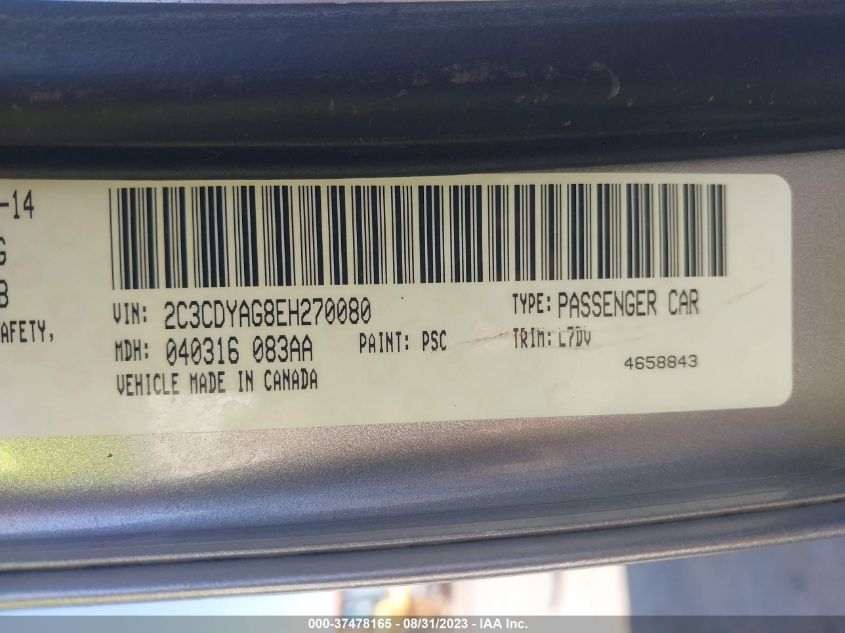 -14
G
B
AFETY,
VIN: 2C3CDYAG8EH270080
TYPE: PASSENGER CAR
MDH: 040316 083AA
PAINT: PSC
TRIM: L7DV
VEHICLE MADE IN CANADA
4658843
000-37478165 - 08/31/2023 - IAA Inc.